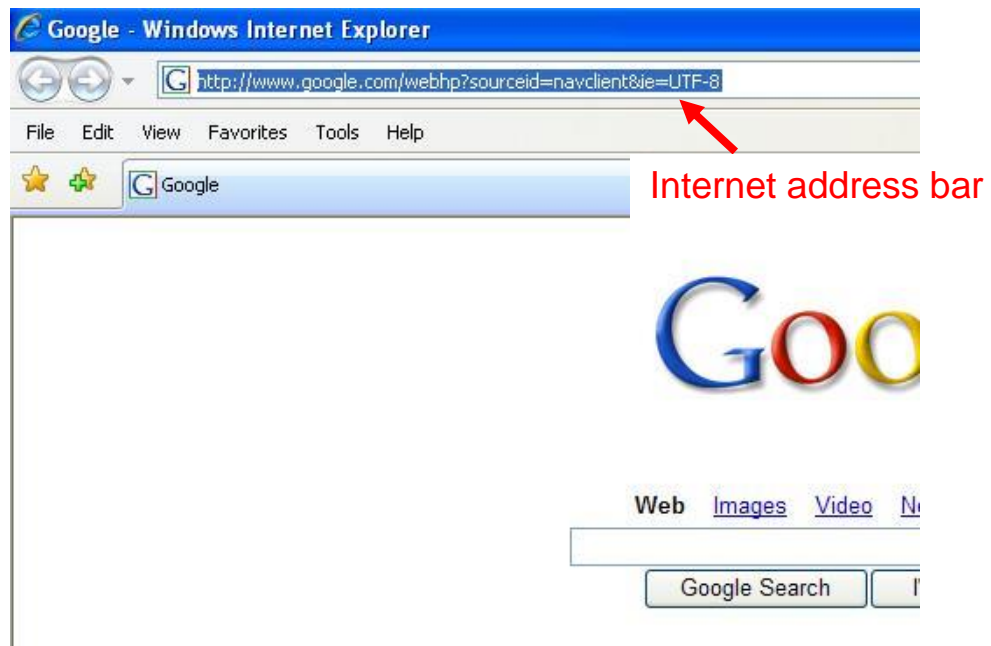 Google - Windows Internet Explorer
http://www.google.com/webhp?sourceid=navclient&ie=UTF-8
File Edit View Favorites Tools Help
Google
Internet address bar
Goo
Web Images Video
Google Search